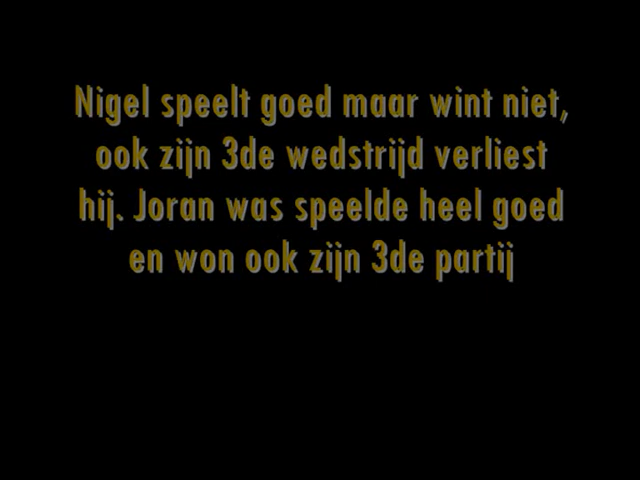 Nigel speelt goed maar wint niet,
ook zijn 3de wedstrijd verliest
hij. Joran was speelde heel goed
en won ook zijn 3de partij